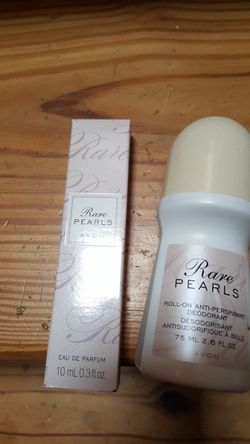 Rare
Rare
PEARLS
AVON
EAU DE PARFUM
10 mL 0.3 fl.oz.
Rare
PEARLS
ROLL-ON ANTI-PERSPIRANT
DEODORANT
DÉSODORISANT
ANTISUDORIFIQUE À BILLE
75 ML 2.6 FL OZ
AVON